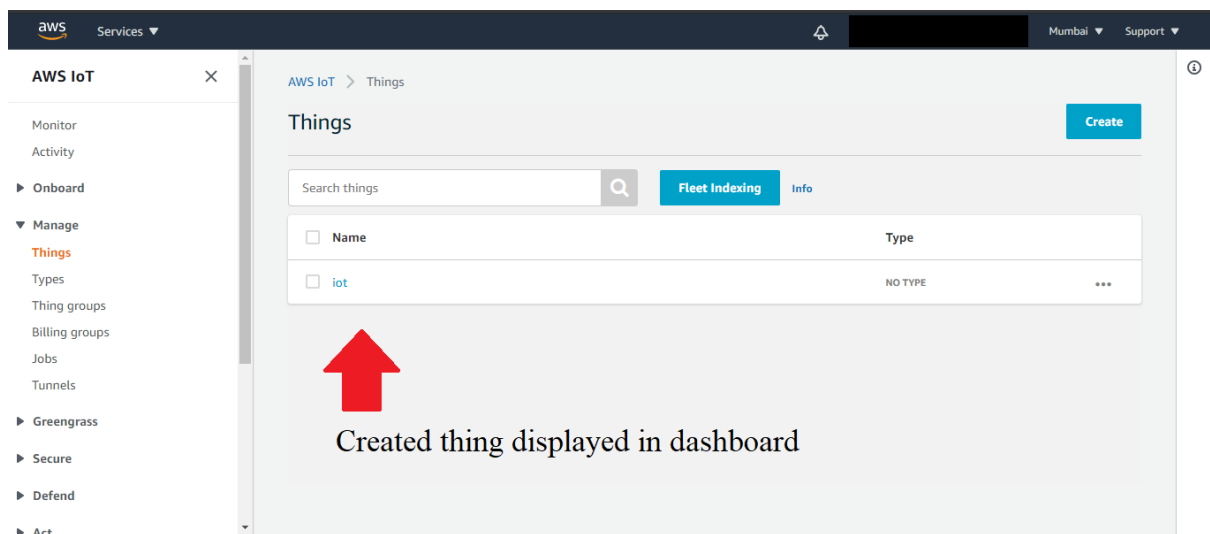 aws Services ▼ Mumbai ▼ Support ▼
AWS IoT
Monitor
Activity
Onboard
Manage
Things
Types
Thing groups
Billing groups
Jobs
Tunnels
Greengrass
Secure
Defend
Act
AWS IoT > Things
Things
Create
Search things
Fleet Indexing
Info
Name Type
iot NO TYPE
Created thing displayed in dashboard